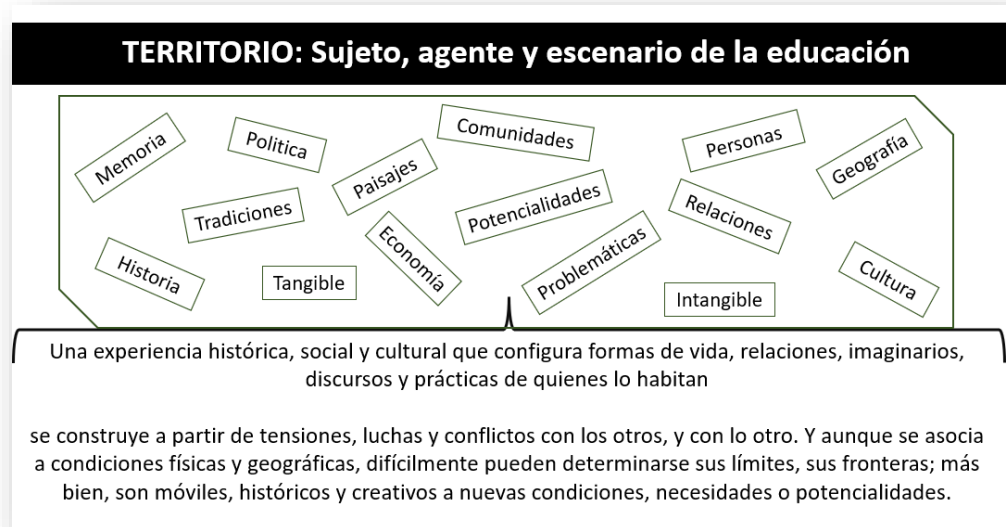 TERRITORIO: Sujeto, agente y escenario de la educación
Memoria
Politica
Comunidades
Personas
Geografía
Paisajes
Tradiciones
Potencialidades
Relaciones
Historia
Tangible
Economía
Problemáticas
Intangible
Cultura
Una experiencia histórica, social y cultural que configura formas de vida, relaciones, imaginarios,
discursos y prácticas de quienes lo habitan
se construye a partir de tensiones, luchas y conflictos con los otros, y con lo otro. Y aunque se asocia
a condiciones físicas y geográficas, difícilmente pueden determinarse sus límites, sus fronteras; más
bien, son móviles, históricos y creativos a nuevas condiciones, necesidades o potencialidades.